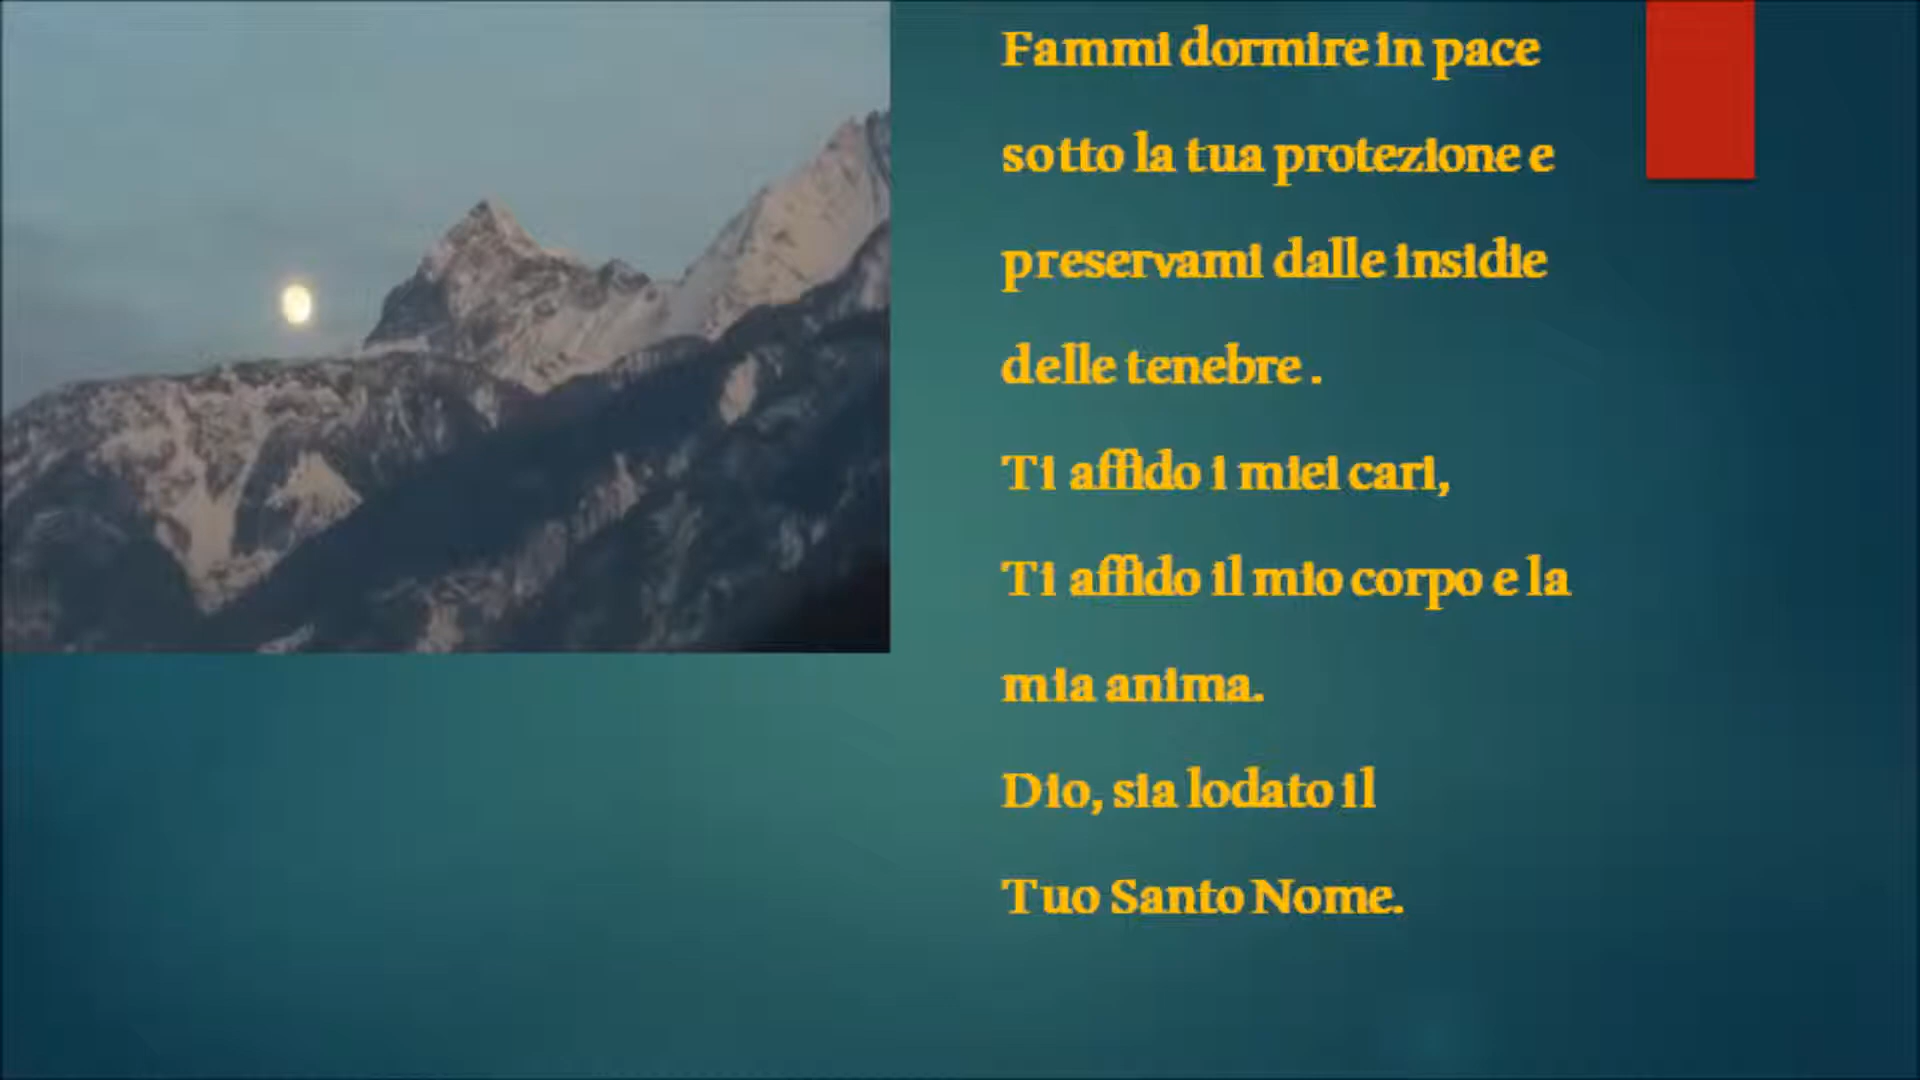 Fammi dormire in pace
sotto la tua protezione e
preservami dalle insidie
delle tenebre .
Ti affido i miei cari,
Ti affido il mio corpo e la
mia anima.
Dio, sia lodato il
Tuo Santo Nome.